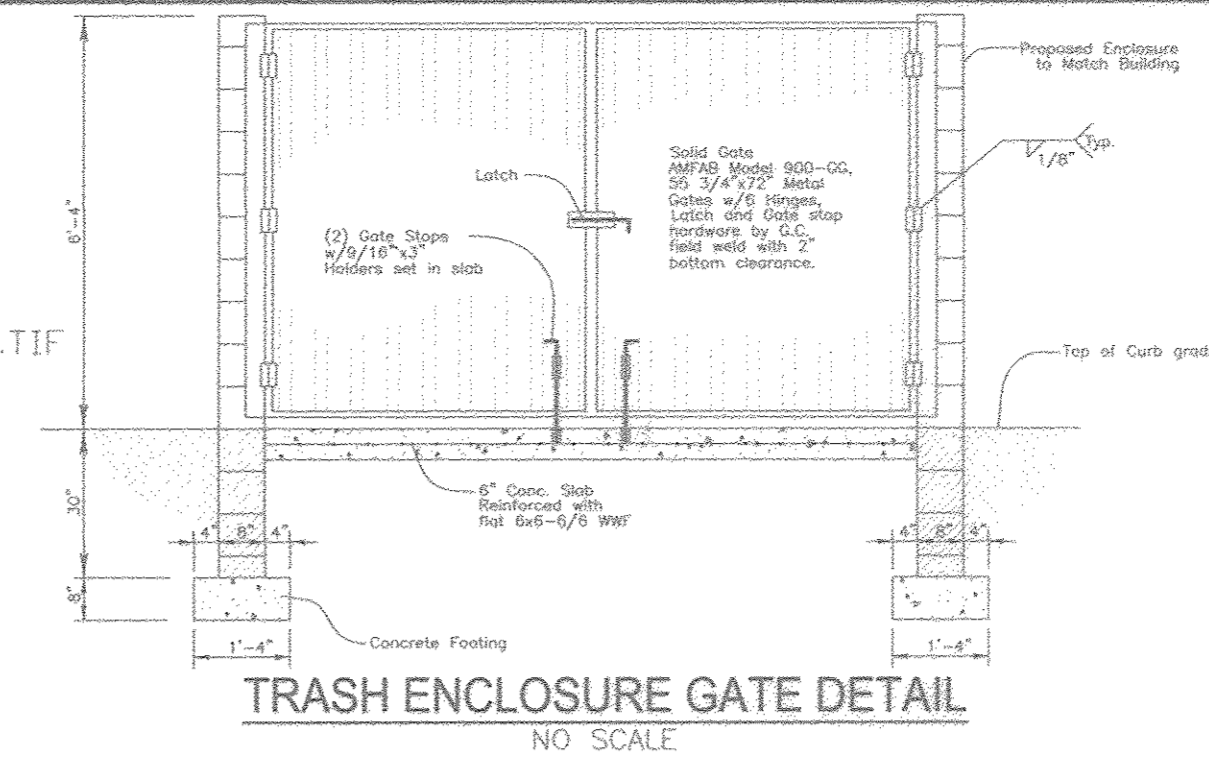 Proposed Enclosure
to Match Building
Typ.
1/8"
Solid Gate
AMFAB Model 900-GG,
55 3/4"x72" Metal
Gates w/6 Hinges,
Latch and Gate stop
hardware by G.C.
field weld with 2"
bottom clearance.
Latch
(2) Gate Stops
w/9/16"x3"
Holders set in slab
6'-4"
Top of Curb grad
6" Conc. Slab
Reinforced with
flat 6x6-6/6 WWF
30"
4" 8" 4"
4" 8" 4"
8"
Concrete Footing
1'-4"
1'-4"
TRASH ENCLOSURE GATE DETAIL
NO SCALE